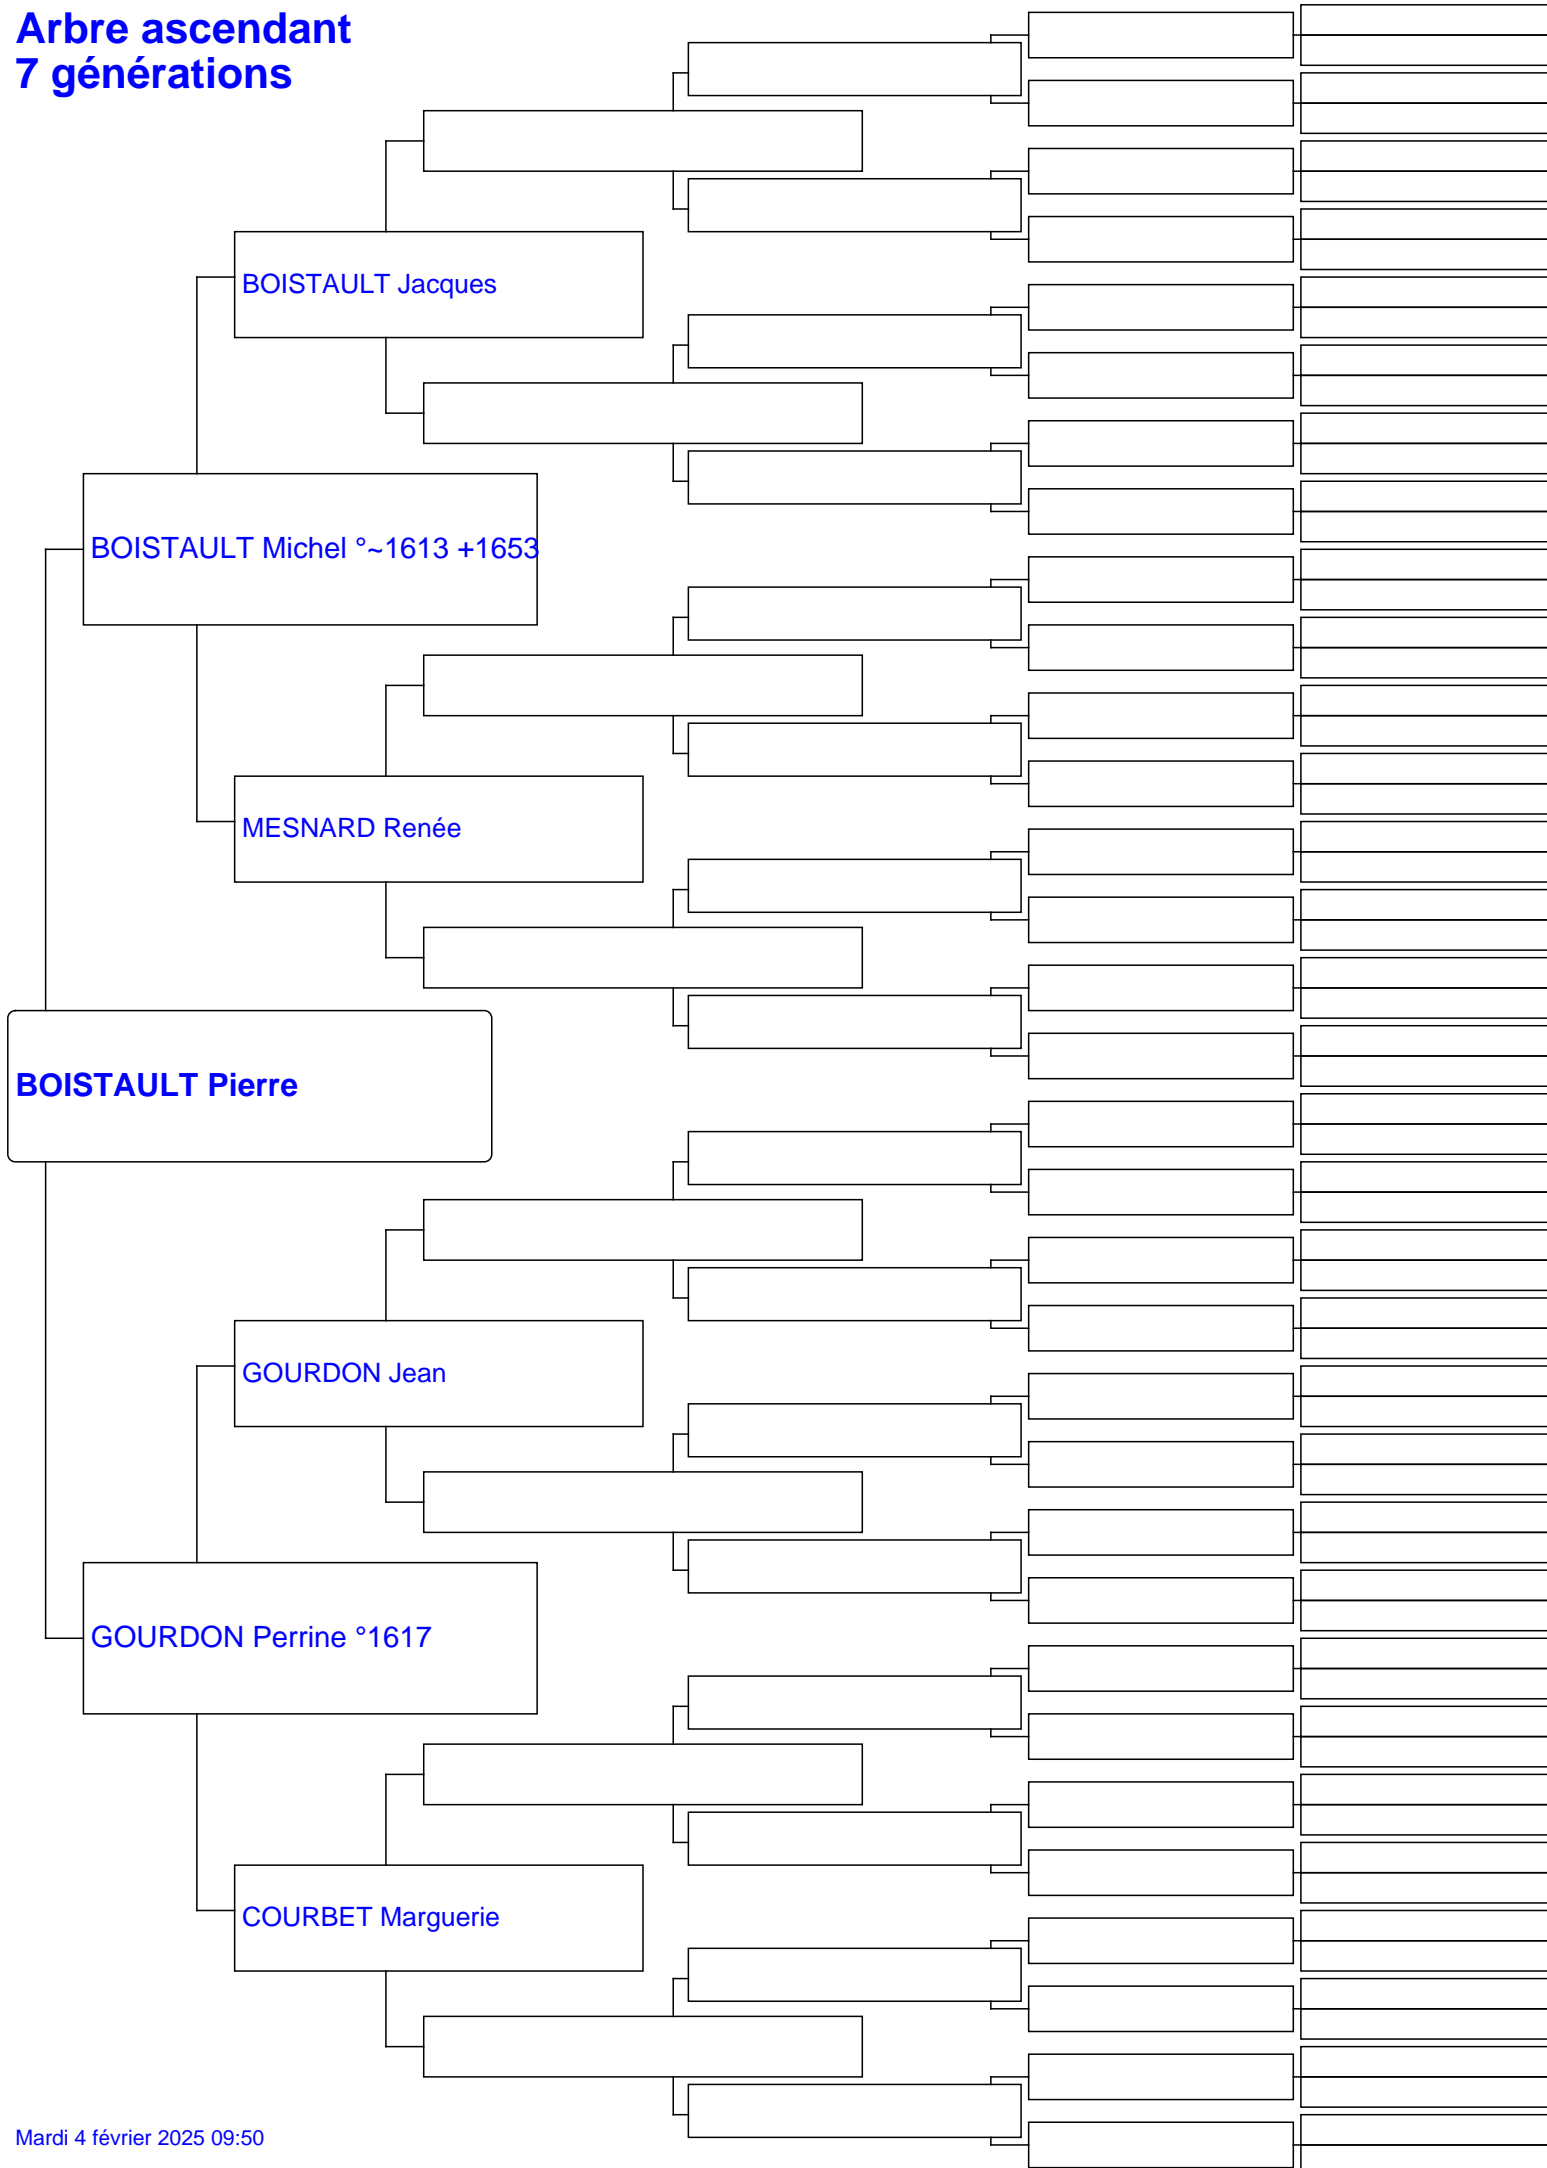 Arbre ascendant
7 générations
BOISTAULT Jacques
BOISTAULT Michel °~1613 +1653
MESNARD Renée
BOISTAULT Pierre
GOURDON Jean
GOURDON Perrine °1617
COURBET Marguerie
Mardi 4 février 2025 09:50